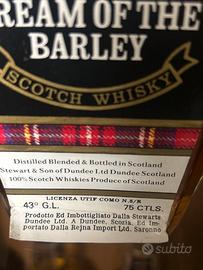 REAM OF THE
BARLEY
SCOTCH WHISKY
Distilled Blended & Bottled in Scotland
Stewart & Son of Dundee Ltd Dundee Scotland
100% Scotch Whiskies Produce of Scotland
LICENZA UTIF COMO N.5/R
43° G.L. 75 CTLS.
Prodotto Ed Imbottigliato Dalla Stewarts
Dundee Ltd. A Dundee, Scozia, Ed Im-
portato Dalla Rejna Import Ltd. Saronno
subito